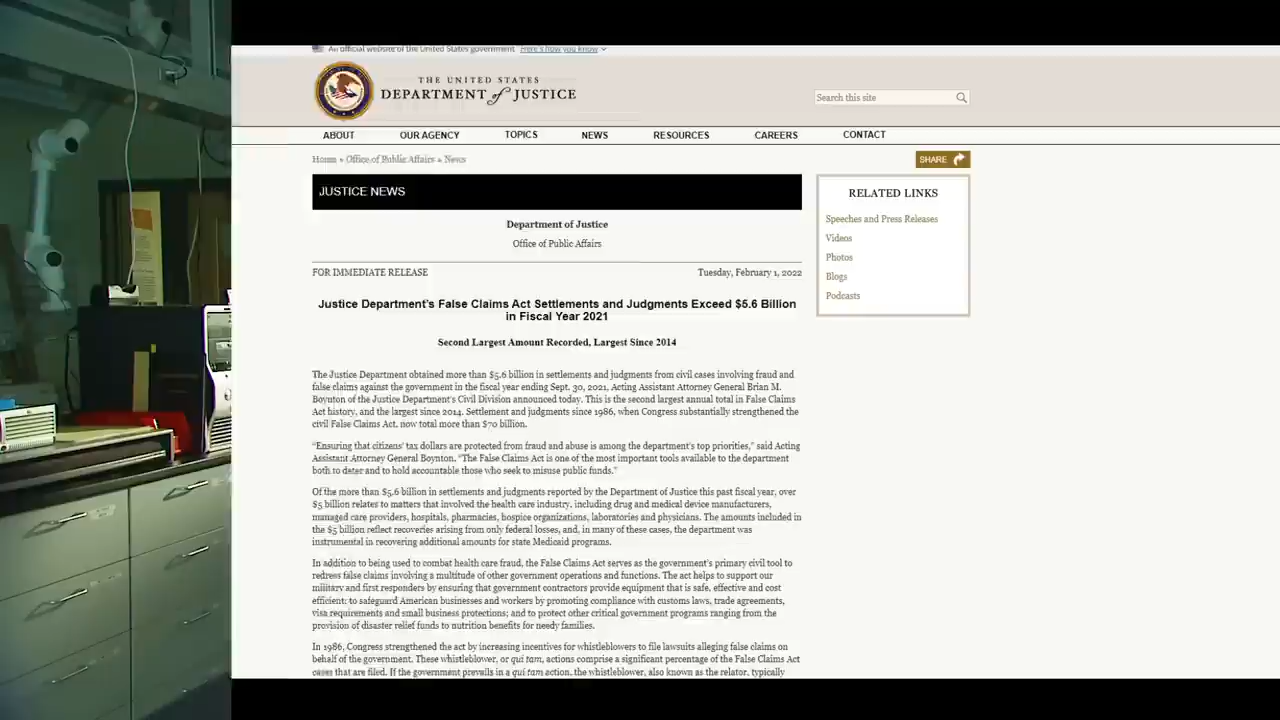 An official website of the United States government Here's how you know
THE UNITED STATES
DEPARTMENT of JUSTICE
Search this site
ABOUT OUR AGENCY TOPICS NEWS RESOURCES CAREERS CONTACT
Home » Office of Public Affairs » News
SHARE
JUSTICE NEWS
Department of Justice
Office of Public Affairs
FOR IMMEDIATE RELEASE Tuesday, February 1, 2022
Justice Department's False Claims Act Settlements and Judgments Exceed $5.6 Billion
in Fiscal Year 2021
Second Largest Amount Recorded, Largest Since 2014
The Justice Department obtained more than $5.6 billion in settlements and judgments from civil cases involving fraud and
false claims against the government in the fiscal year ending Sept. 30, 2021, Acting Assistant Attorney General Brian M.
Boynton of the Justice Department's Civil Division announced today. This is the second largest annual total in False Claims
Act history, and the largest since 2014. Settlement and judgments since 1986, when Congress substantially strengthened the
civil False Claims Act, now total more than $70 billion.
"Ensuring that citizens' tax dollars are protected from fraud and abuse is among the department's top priorities," said Acting
Assistant Attorney General Boynton. "The False Claims Act is one of the most important tools available to the department
both to deter and to hold accountable those who seek to misuse public funds."
Of the more than $5.6 billion in settlements and judgments reported by the Department of Justice this past fiscal year, over
$5 billion relates to matters that involved the health care industry, including drug and medical device manufacturers,
managed care providers, hospitals, pharmacies, hospice organizations, laboratories and physicians. The amounts included in
the $5 billion reflect recoveries arising from only federal losses, and, in many of these cases, the department was
instrumental in recovering additional amounts for state Medicaid programs.
In addition to being used to combat health care fraud, the False Claims Act serves as the government's primary civil tool to
redress false claims involving a multitude of other government operations and functions. The act helps to support our
military and first responders by ensuring that government contractors provide equipment that is safe, effective and cost
efficient; to safeguard American businesses and workers by promoting compliance with customs laws, trade agreements,
visa requirements and small business protections; and to protect other critical government programs ranging from the
provision of disaster relief funds to nutrition benefits for needy families.
In 1986, Congress strengthened the act by increasing incentives for whistleblowers to file lawsuits alleging false claims on
behalf of the government. These whistleblower, or qui tam, actions comprise a significant percentage of the False Claims Act
cases that are filed. If the government prevails in a qui tam action, the whistleblower, also known as the relator, typically
RELATED LINKS
Speeches and Press Releases
Videos
Photos
Blogs
Podcasts